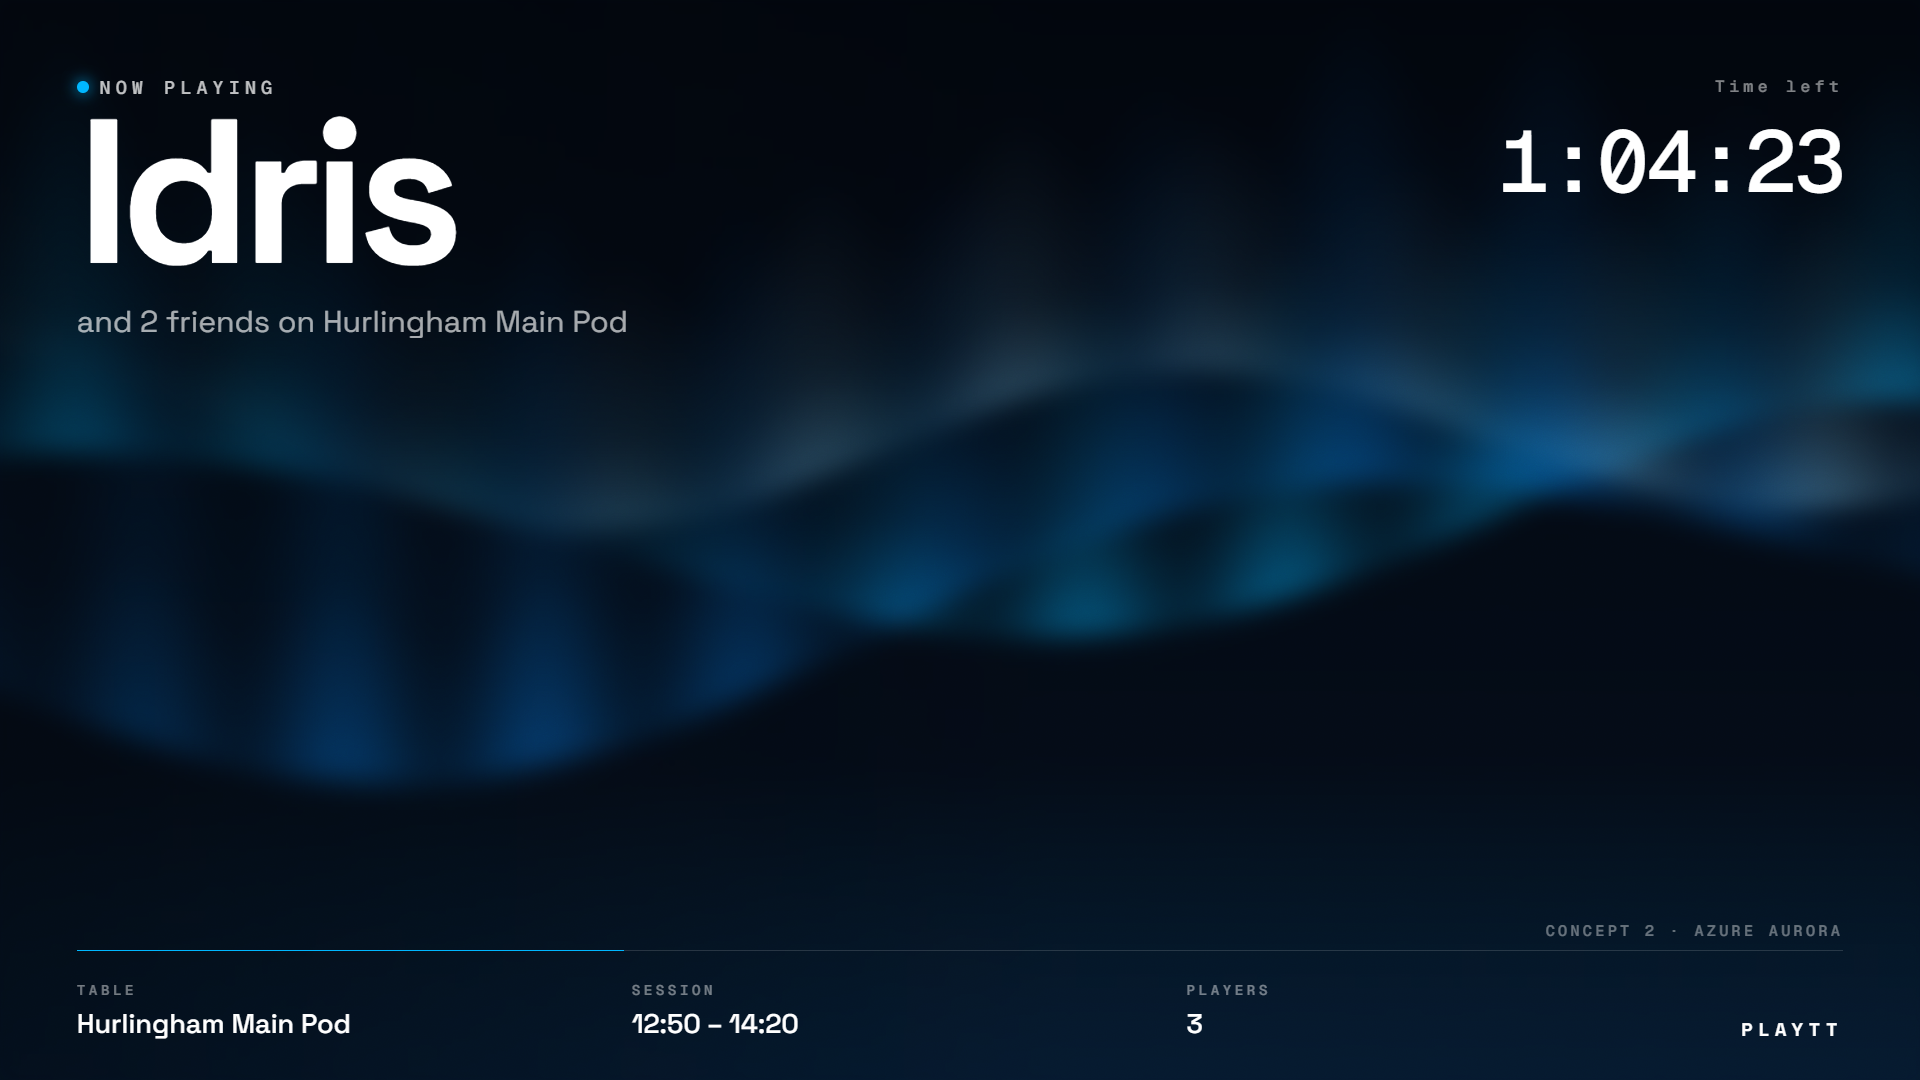 NOW PLAYING
Idris
and 2 friends on Hurlingham Main Pod
Time left
1:04:23
CONCEPT 2 · AZURE AURORA
TABLE
Hurlingham Main Pod
SESSION
12:50 – 14:20
PLAYERS
3
PLAYTT